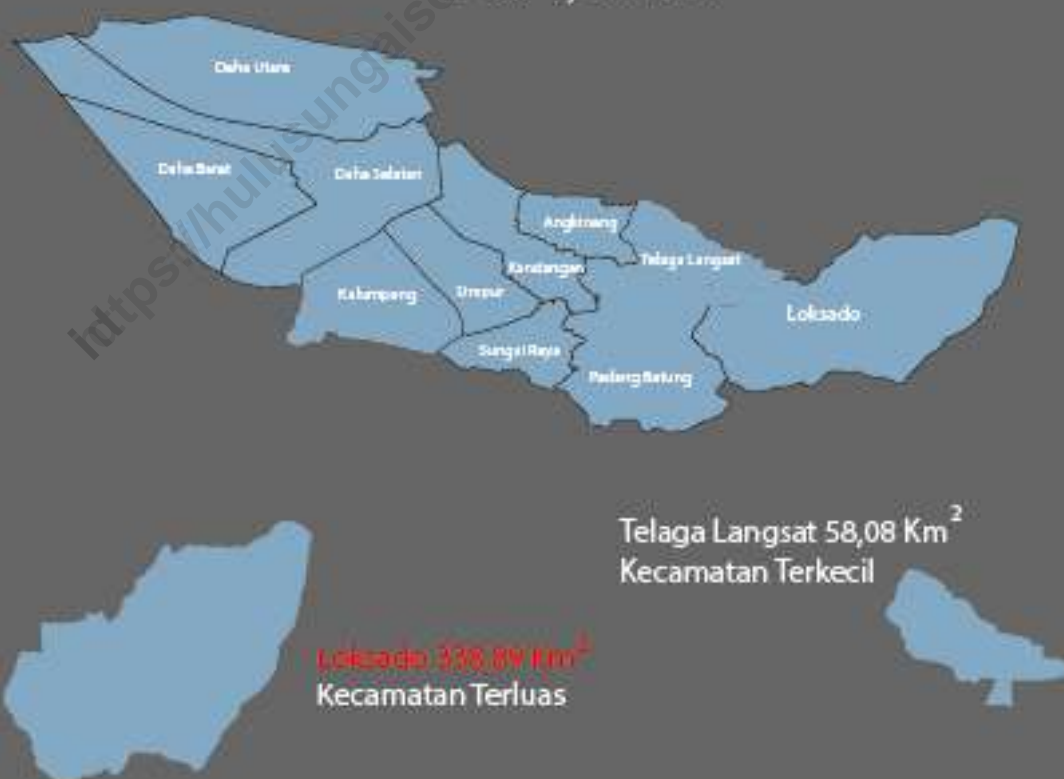 Daha Utara
Daha Barat
Daha Selatan
Angkinang
Kandangan
Telaga Langsat
Kalumpang
Simpur
Loksado
Sungai Raya
Padang Batung
Telaga Langsat 58,08 Km²
Kecamatan Terkecil
Loksado 338.89 Km²
Kecamatan Terluas